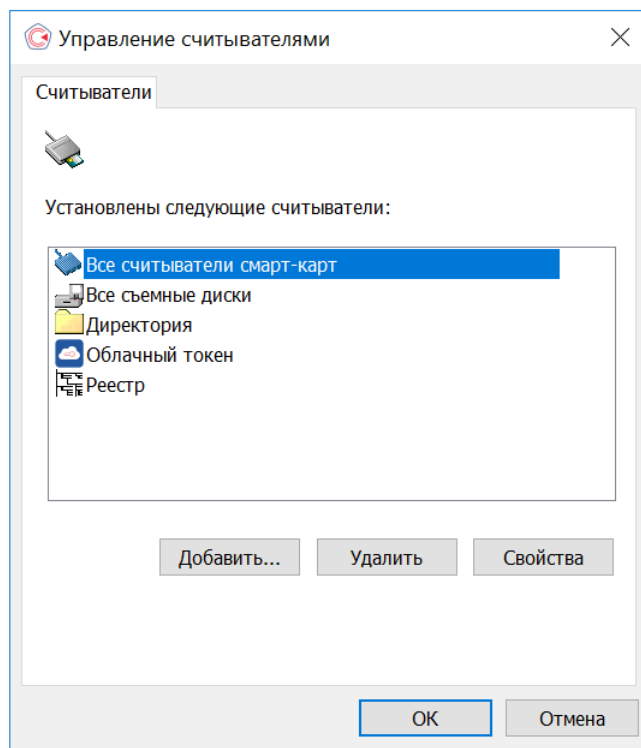 Управление считывателями
Считыватели
Установлены следующие считыватели:
Все считыватели смарт-карт
Все съемные диски
Директория
Облачный токен
Реестр
Добавить... Удалить Свойства
ОК Отмена